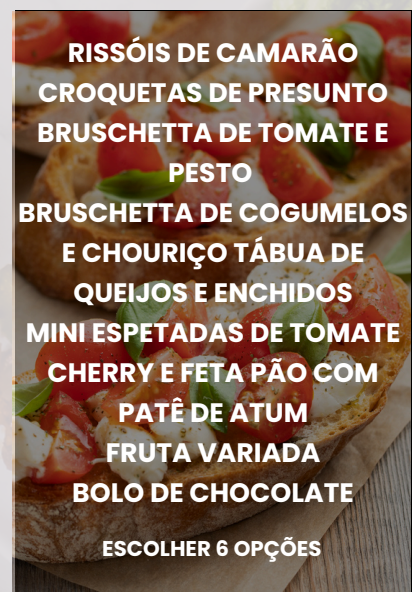 RISSÓIS DE CAMARÃO
CROQUETAS DE PRESUNTO
BRUSCHETTA DE TOMATE E
PESTO
BRUSCHETTA DE COGUMELOS
E CHOURIÇO TÁBUA DE
QUEIJOS E ENCHIDOS
MINI ESPETADAS DE TOMATE
CHERRY E FETA PÃO COM
PATÊ DE ATUM
FRUTA VARIADA
BOLO DE CHOCOLATE
ESCOLHER 6 OPÇÕES